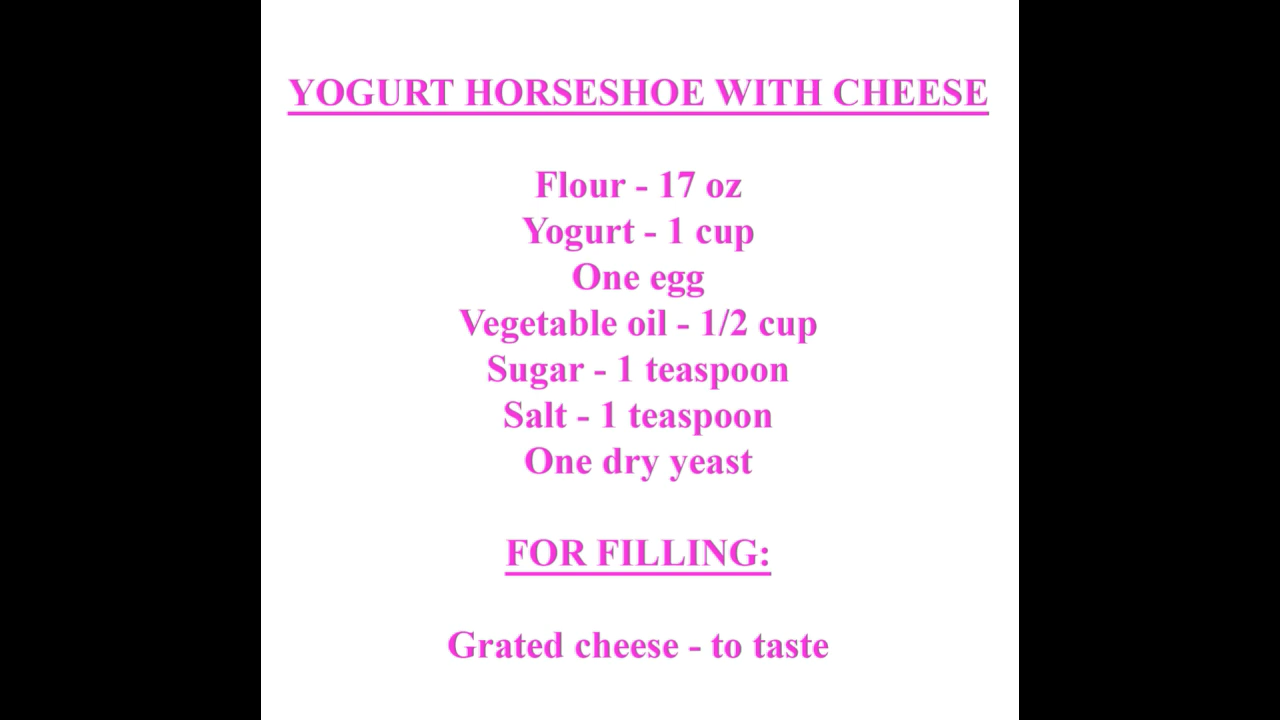 YOGURT HORSESHOE WITH CHEESE
Flour - 17 oz
Yogurt - 1 cup
One egg
Vegetable oil - 1/2 cup
Sugar - 1 teaspoon
Salt - 1 teaspoon
One dry yeast
FOR FILLING:
Grated cheese - to taste